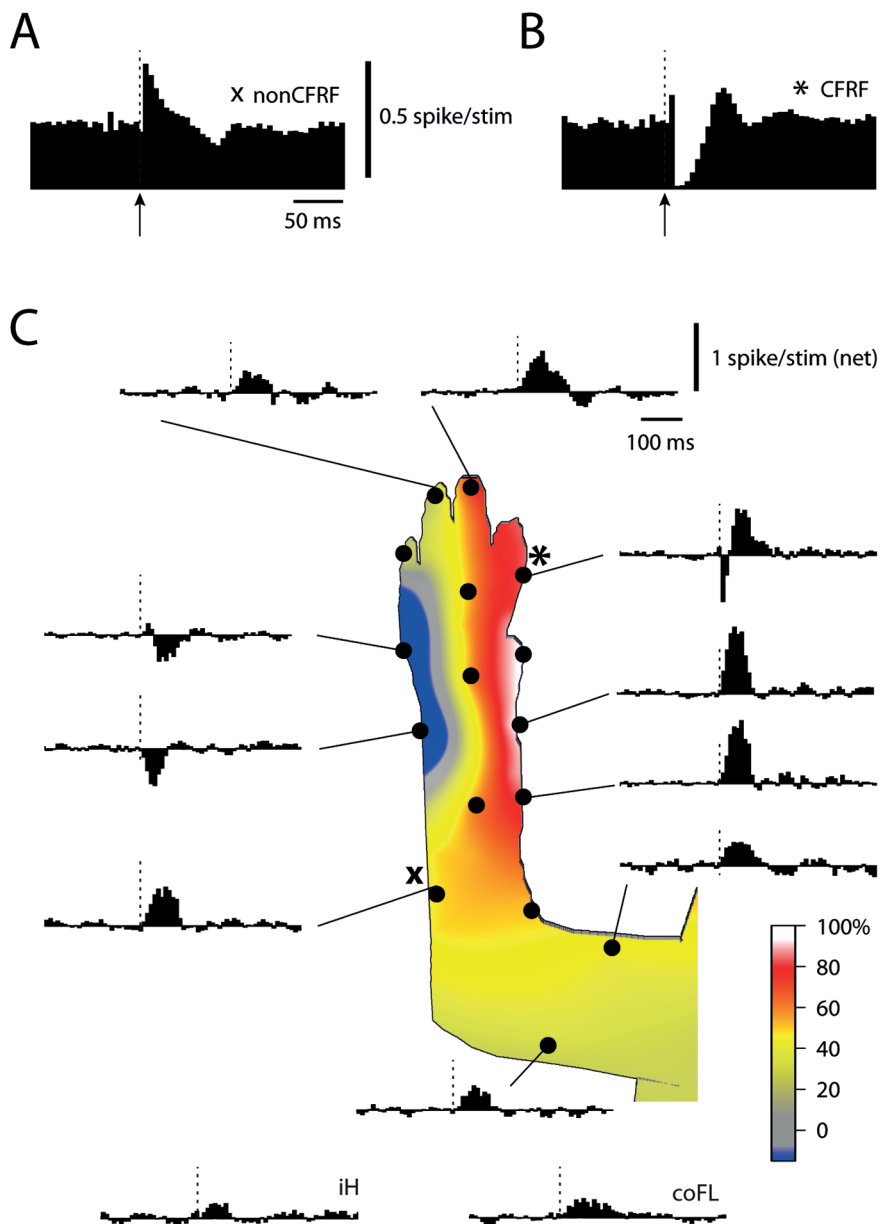 A
B
x nonCFRF
* CFRF
0.5 spike/stim
50 ms
C
1 spike/stim (net)
100 ms
*
x
100%
80
60
40
20
0
iH
coFL